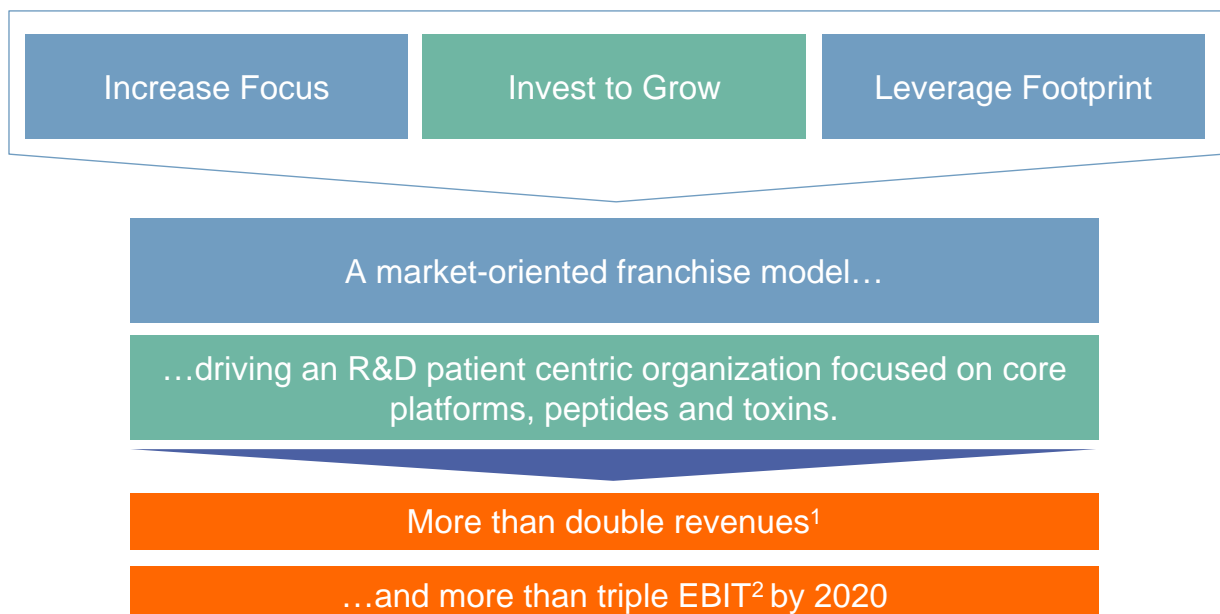 Increase Focus
Invest to Grow
Leverage Footprint
A market-oriented franchise model…
…driving an R&D patient centric organization focused on core
platforms, peptides and toxins.
More than double revenues¹
…and more than triple EBIT² by 2020